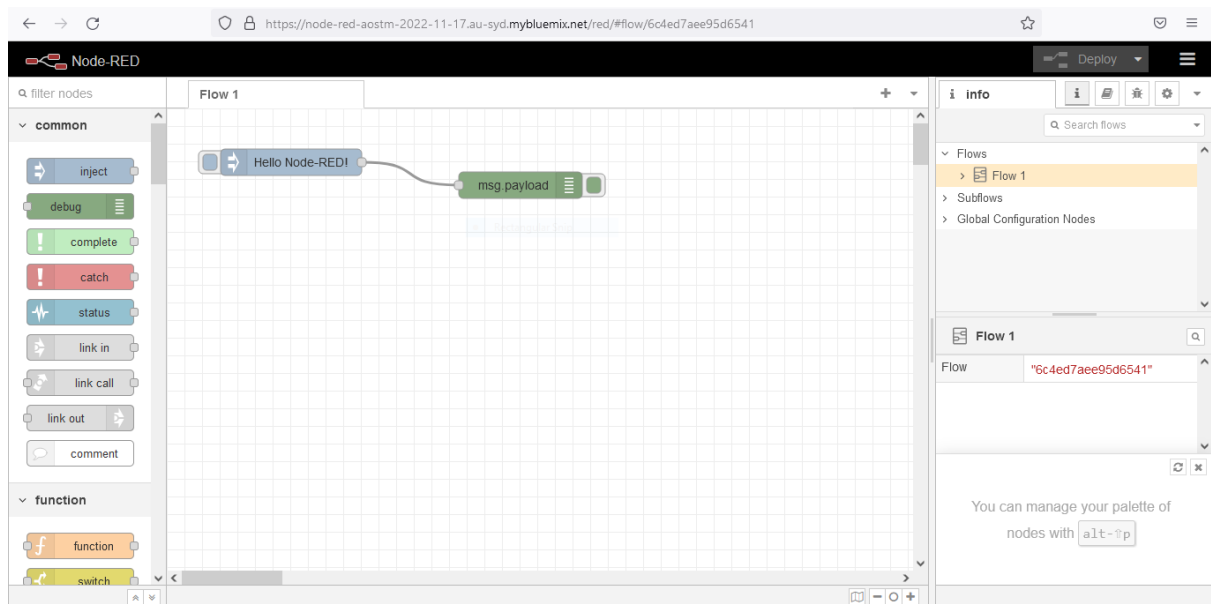 https://node-red-aostm-2022-11-17.au-syd.mybluemix.net/red/#flow/6c4ed7aee95d6541
Node-RED
Deploy
filter nodes
common
inject
debug
complete
catch
status
link in
link call
link out
comment
function
function
switch
Flow 1
Hello Node-RED!
msg.payload
i info
i
Search flows
Flows
Flow 1
Subflows
Global Configuration Nodes
Flow 1
Flow "6c4ed7aee95d6541"
You can manage your palette of
nodes with alt-⇧p